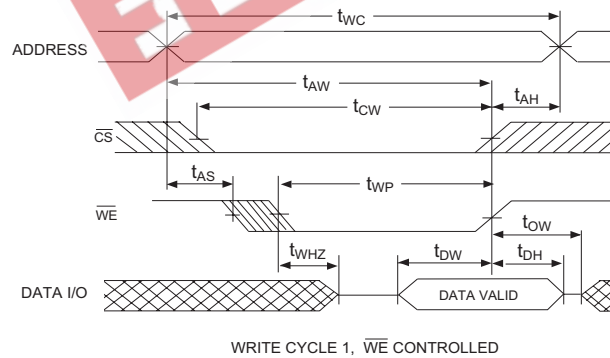 tWC
ADDRESS
tAW
tCW
tAH
CS
tAS
tWP
WE
tOW
tWHZ
tDW
tDH
DATA I/O
DATA VALID
WRITE CYCLE 1, WE CONTROLLED